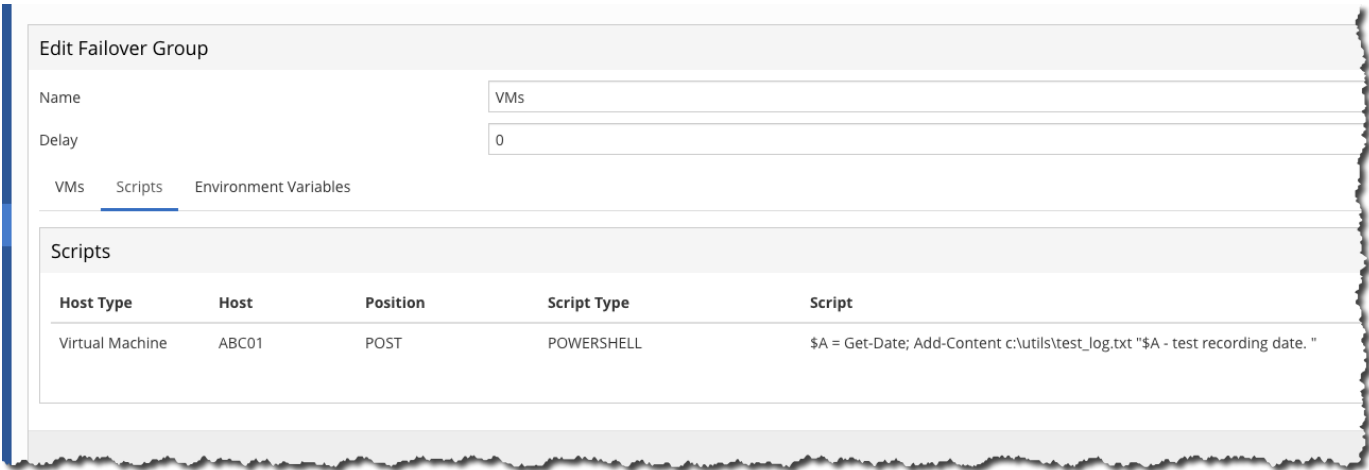 Edit Failover Group
Name VMs
Delay 0
VMs Scripts Environment Variables
Scripts
Host Type Host Position Script Type Script
Virtual Machine ABC01 POST POWERSHELL $A = Get-Date; Add-Content c:\utils\test_log.txt "$A - test recording date. "